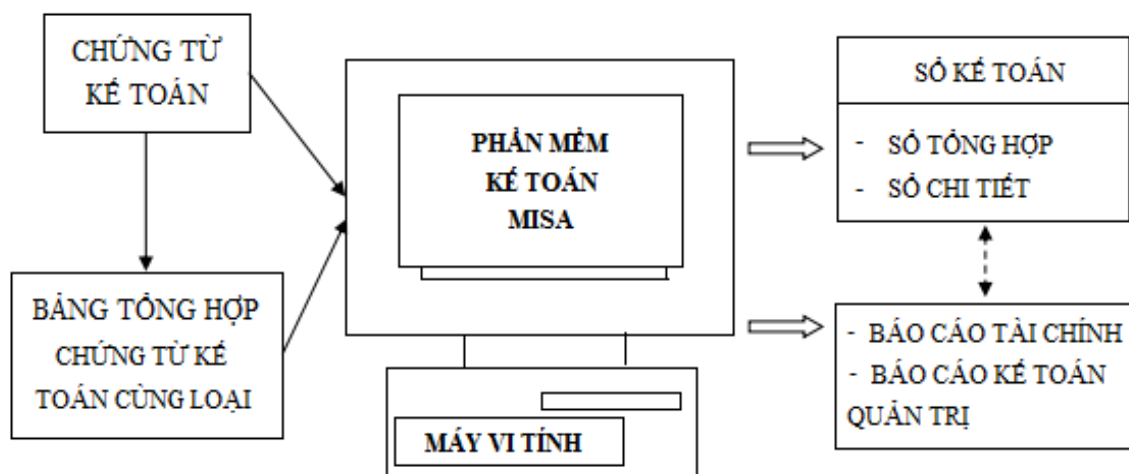 CHỨNG TỪ
KẾ TOÁN
BẢNG TỔNG HỢP
CHỨNG TỪ KẾ
TOÁN CÙNG LOẠI
PHẦN MỀM
KẾ TOÁN
MISA
MÁY VI TÍNH
SỔ KẾ TOÁN
- SỔ TỔNG HỢP
- SỔ CHI TIẾT
- BÁO CÁO TÀI CHÍNH
- BÁO CÁO KẾ TOÁN
QUẢN TRỊ